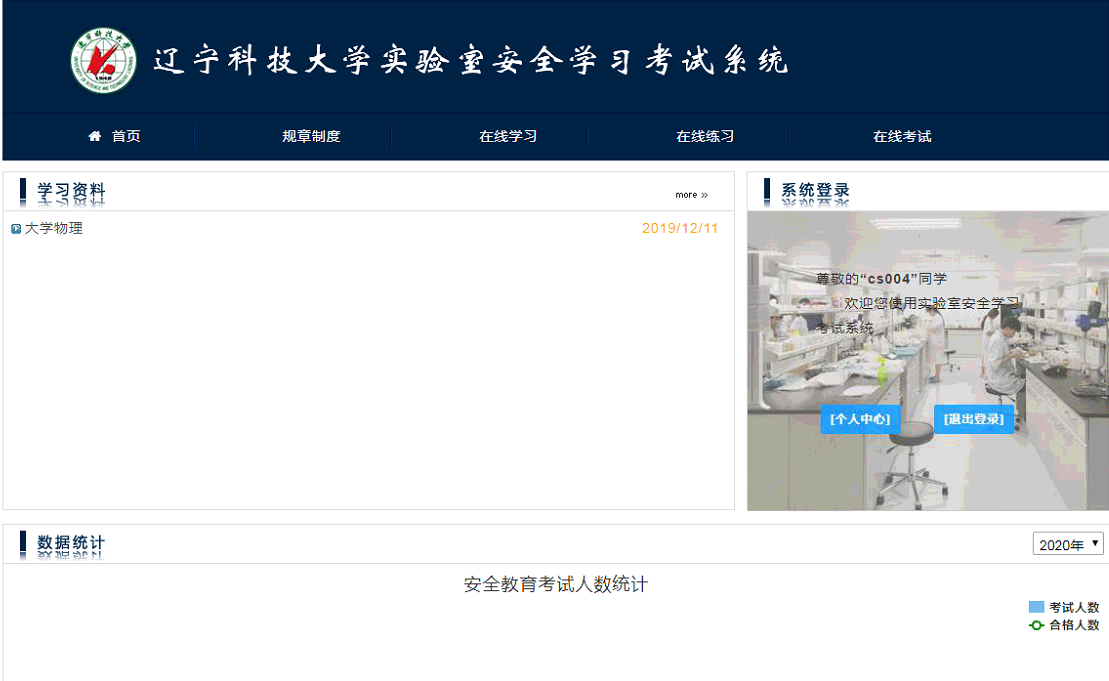 辽宁科技大学实验室安全学习考试系统
首页
规章制度
在线学习
在线练习
在线考试
学习资料
more »
大学物理
2019/12/11
系统登录
尊敬的“cs004”同学
欢迎您使用实验室安全学习
考试系统
[个人中心]
[退出登录]
数据统计
2020年
安全教育考试人数统计
考试人数
合格人数